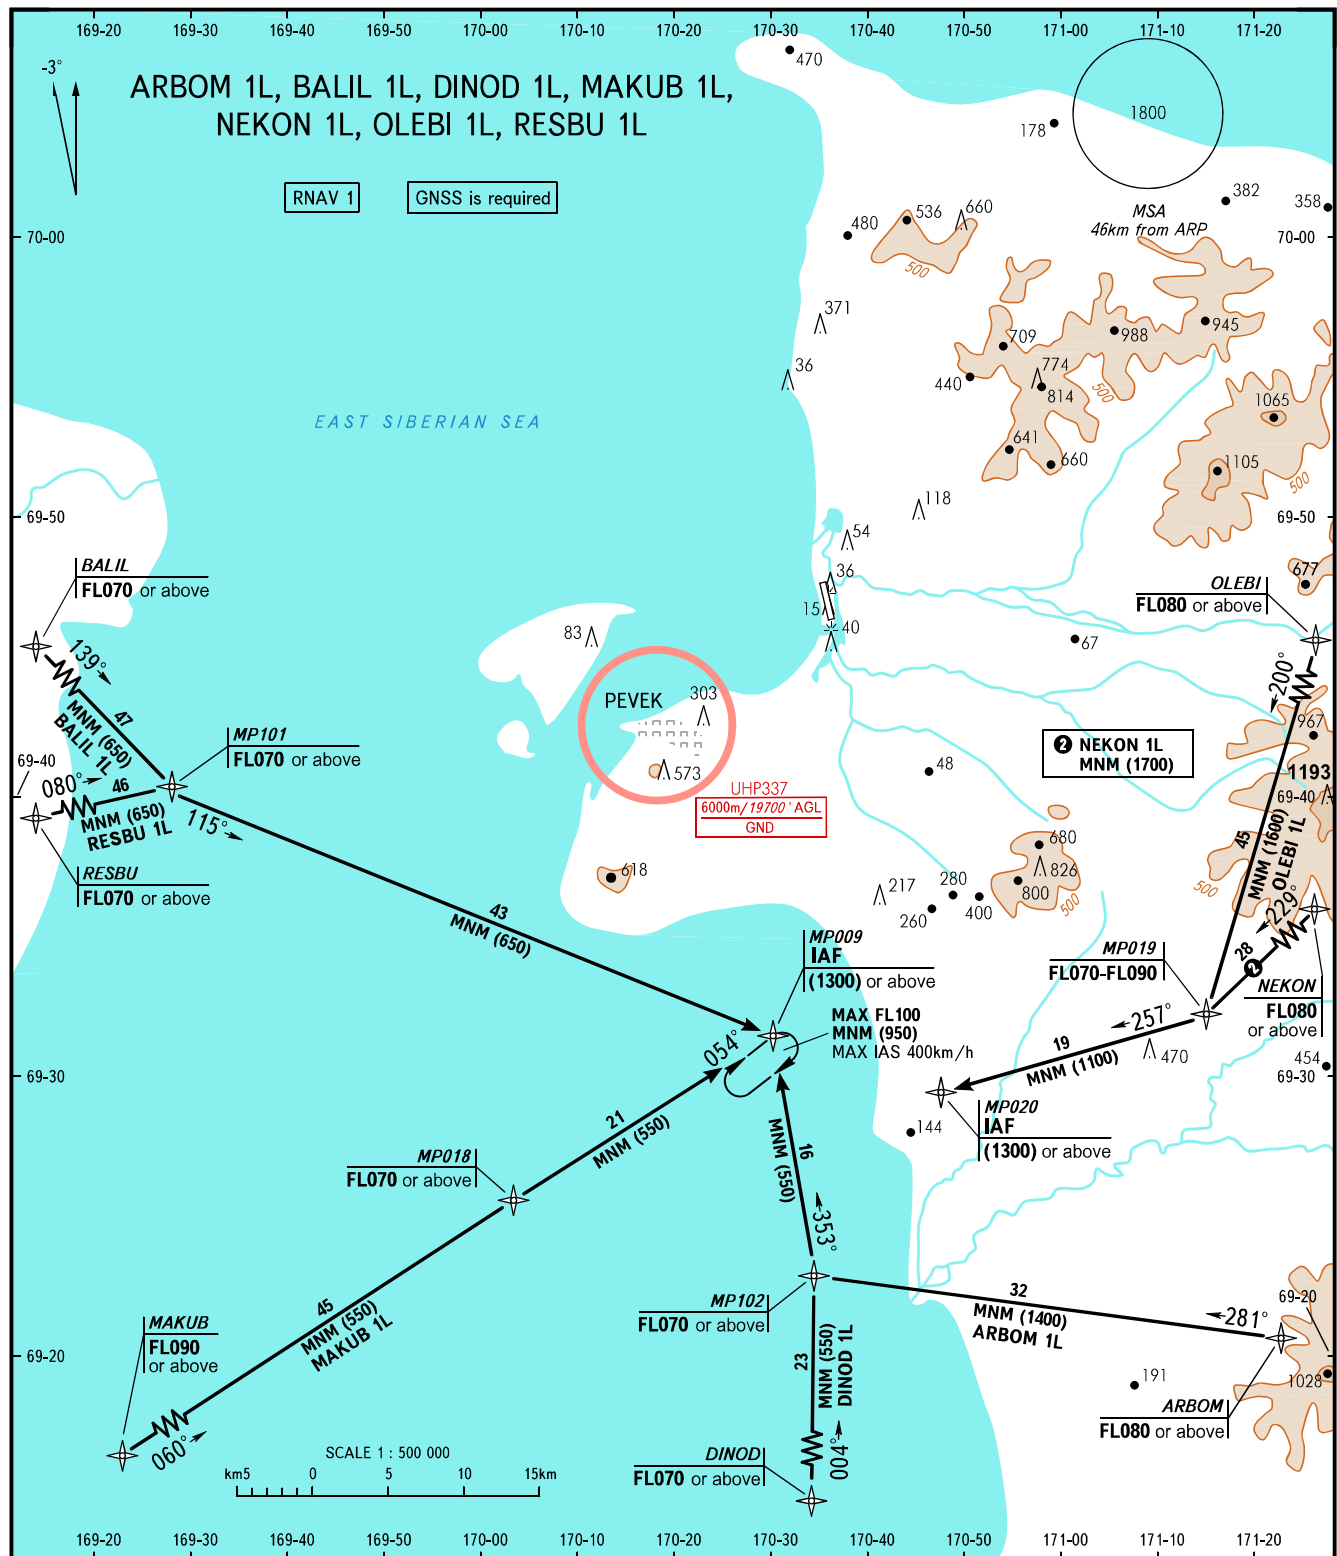 169-20 169-30 169-40 169-50 170-00 170-10 170-20 170-30 170-40 170-50 171-00 171-10 171-20
-3°
ARBOM 1L, BALIL 1L, DINOD 1L, MAKUB 1L,
NEKON 1L, OLEBI 1L, RESBU 1L
RNAV 1
GNSS is required
470
1800
178
MSA
46km from ARP
382
358
70-00
480
536
660
500
70-00
371
709
988
945
36
440
774
814
500
EAST SIBERIAN SEA
1065
641
660
1105
500
118
69-50
54
69-50
36
677
BALIL
FL070 or above
OLEBI
FL080 or above
15
40
83
67
139°
47
MNM (650)
BALIL 1L
200°
PEVEK
303
573
967
MP101
FL070 or above
❷ NEKON 1L
MNM (1700)
69-40
080°
46
MNM (650)
RESBU 1L
48
1193
69-40
UHP337
6000m/19700' AGL
GND
115°
45
MNM (1600)
OLEBI 1L
680
826
800
500
500
RESBU
FL070 or above
618
217
280
260
400
229°
28
❷
43
MNM (650)
MP009
IAF
(1300) or above
MP019
FL070-FL090
NEKON
FL080
or above
MAX FL100
MNM (950)
MAX IAS 400km/h
257°
054°
19
MNM (1100)
470
454
69-30
69-30
MP020
IAF
(1300) or above
144
21
MNM (550)
16
MNM (550)
MP018
FL070 or above
353°
MP102
FL070 or above
32
MNM (1400)
ARBOM 1L
281°
69-20
45
MNM (550)
MAKUB 1L
MAKUB
FL090
or above
69-20
23
MNM (550)
DINOD 1L
191
1028
ARBOM
FL080 or above
060°
004°
DINOD
FL070 or above
SCALE 1 : 500 000
km5 0 5 10 15km
169-20 169-30 169-40 169-50 170-00 170-10 170-20 170-30 170-40 170-50 171-00 171-10 171-20